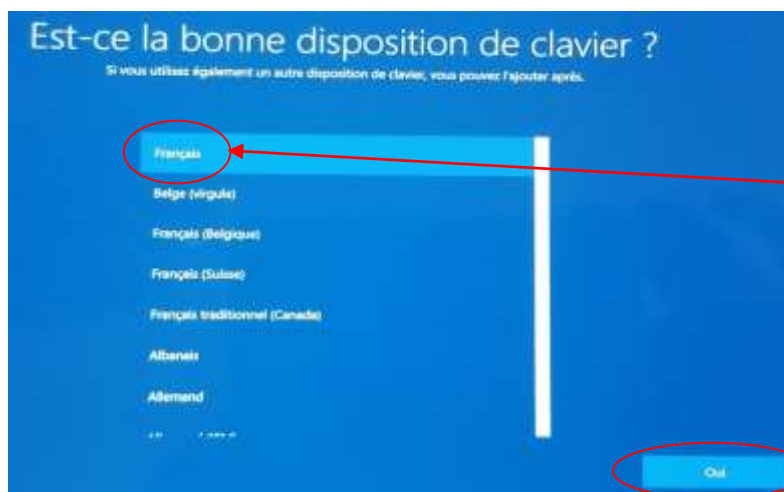 Est-ce la bonne disposition de clavier ?
Si vous utilisez également un autre disposition de clavier, vous pouvez l'ajouter après.
Français
Belge (virgule)
Français (Belgique)
Français (Suisse)
Français traditionnel (Canada)
Albanais
Allemand
Oui